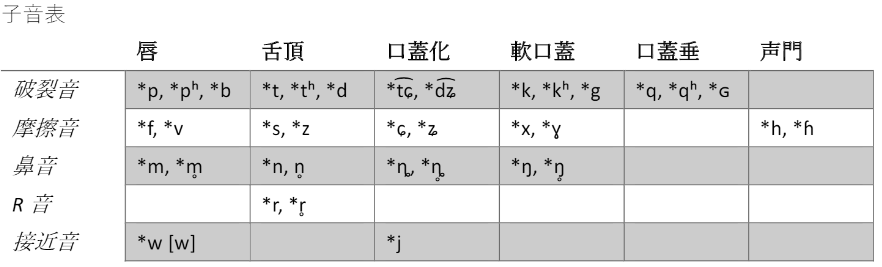 子音表
唇 舌頂 口蓋化 軟口蓋 口蓋垂 声門
破裂音 *p, *pʰ, *b *t, *tʰ, *d *t͡ɕ, *d͡ʑ *k, *kʰ, *g *q, *qʰ, *ɢ
摩擦音 *f, *v *s, *z *ɕ, *ʑ *x, *ɣ *h, *ɦ
鼻音 *m, *m̥ *n, n̥ *ȵ, *ȵ̊ *ŋ, *ŋ̥
R 音 *r, *r̥
接近音 *w [w] *j